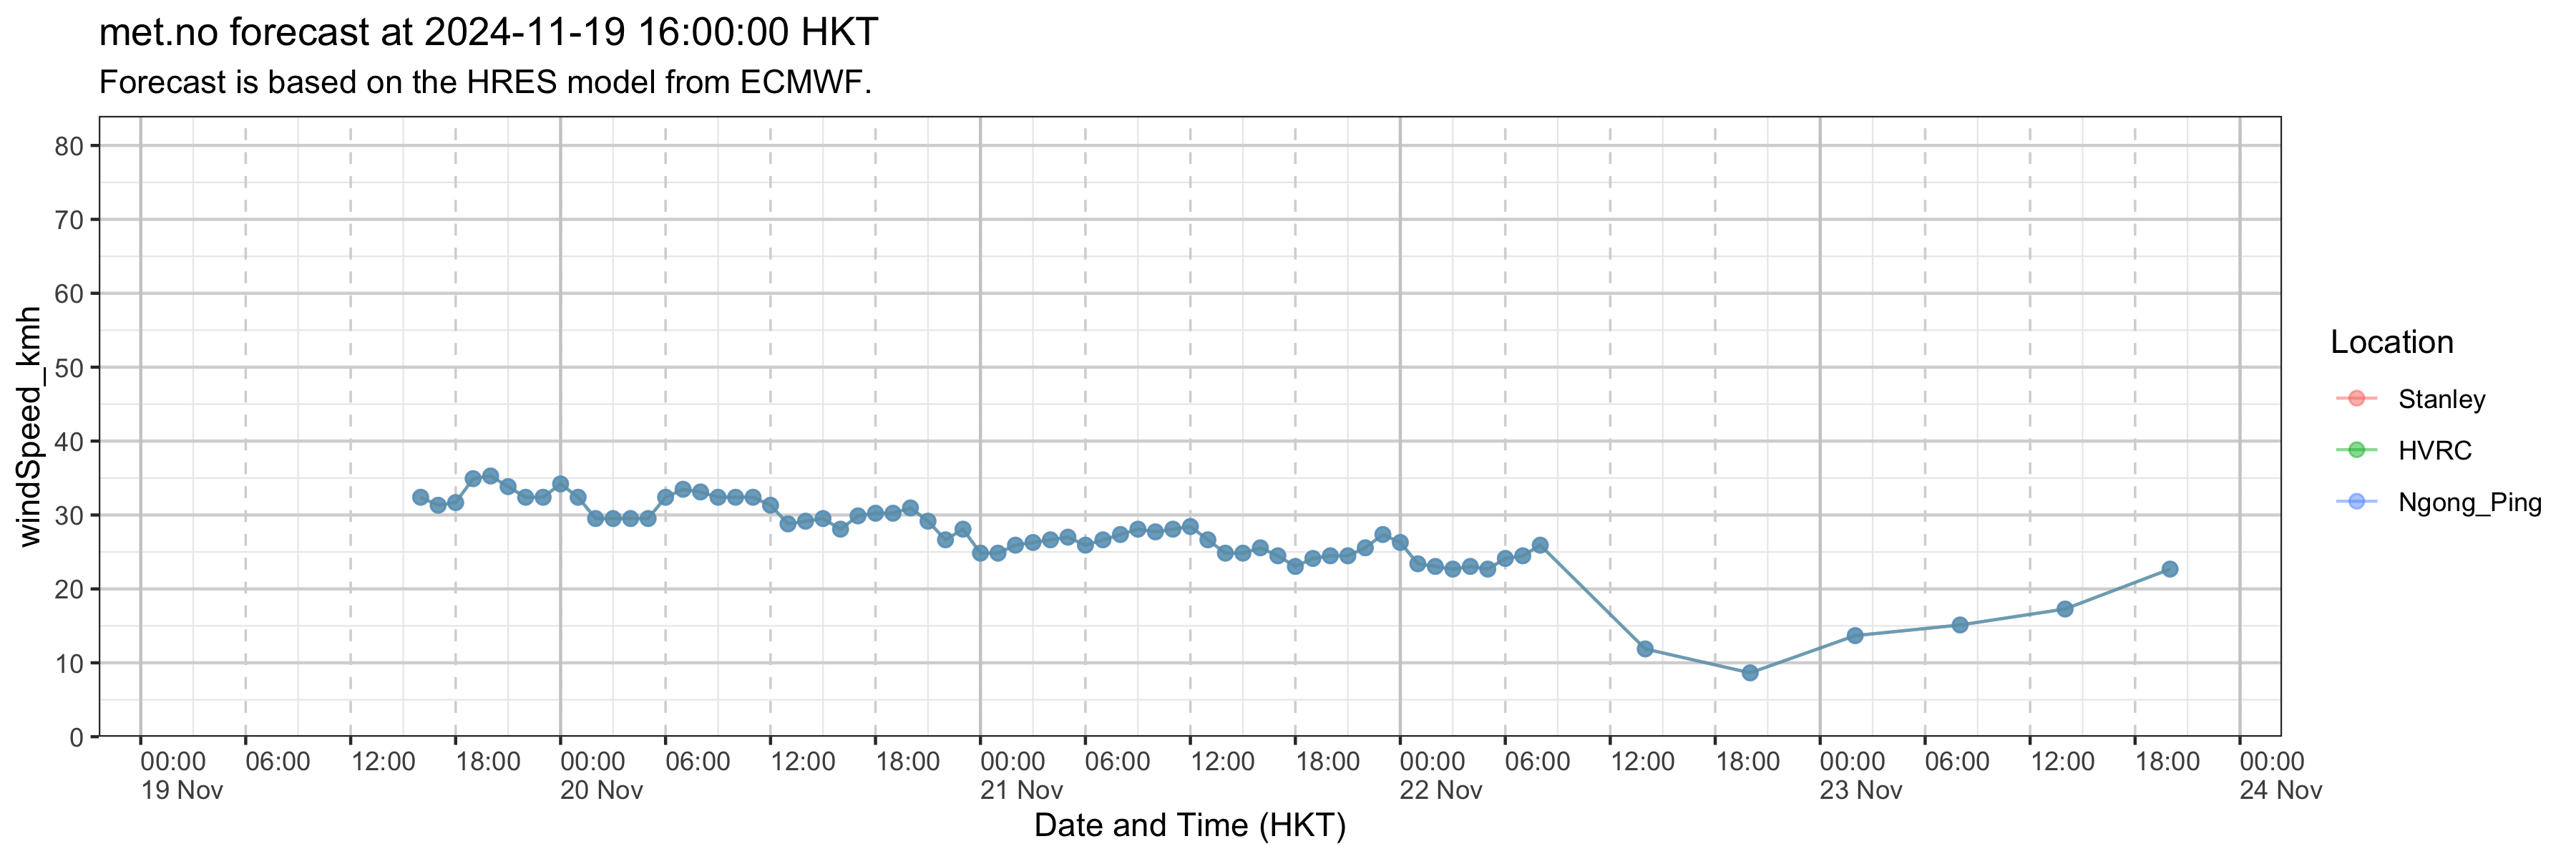 met.no forecast at 2024-11-19 16:00:00 HKT
Forecast is based on the HRES model from ECMWF.
windSpeed_kmh
80
70
60
50
40
30
20
10
0
00:00 06:00 12:00 18:00 00:00 06:00 12:00 18:00 00:00 06:00 12:00 18:00 00:00 06:00 12:00 18:00 00:00 06:00 12:00 18:00 00:00
19 Nov 20 Nov 21 Nov 22 Nov 23 Nov 24 Nov
Date and Time (HKT)
Location
Stanley
HVRC
Ngong_Ping